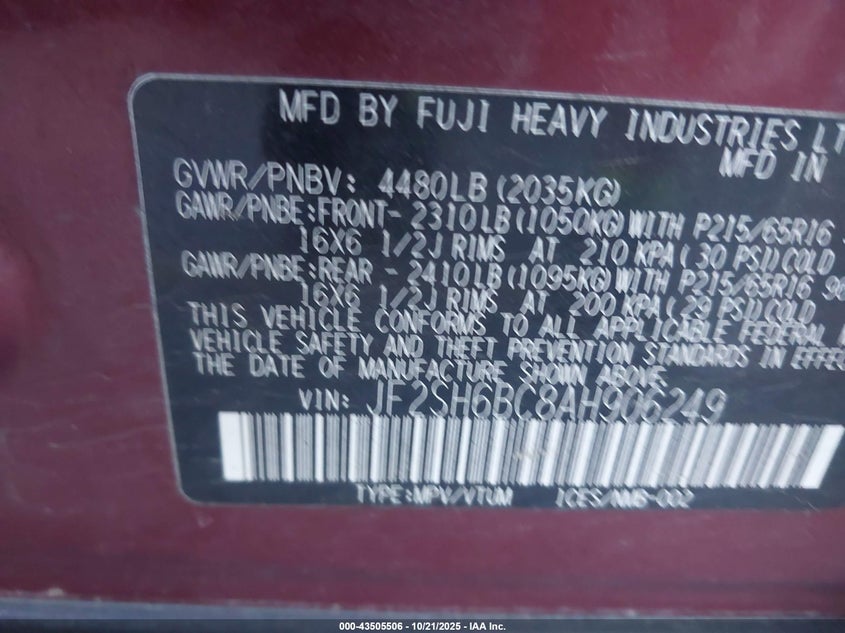 MFD BY FUJI HEAVY INDUSTRIES LT
MFD IN
GVWR/PNBV: 4480LB (2035KG)
GAWR/PNBE:FRONT- 2310LB (1050KG) WITH P215/65R16
16X6 1/2J RIMS AT 210 KPA ( 30 PSI) COLD
GAWR/PNBE:REAR - 2410LB (1095KG) WITH P215/65R16
16X6 1/2J RIMS AT 200 KPA (29 PSI) COLD
THIS VEHICLE CONFORMS TO ALL APPLICABLE FEDERAL
VEHICLE SAFETY AND THEFT PREVENTION STANDARDS IN EFFEC
THE DATE OF MANUFACTURE SHOWN ABOVE.
VIN: JF2SH6BC8AH906249
TYPE:MPV/VTUM ICES/NMB-002
000-43505506 - 10/21/2025 - IAA Inc.